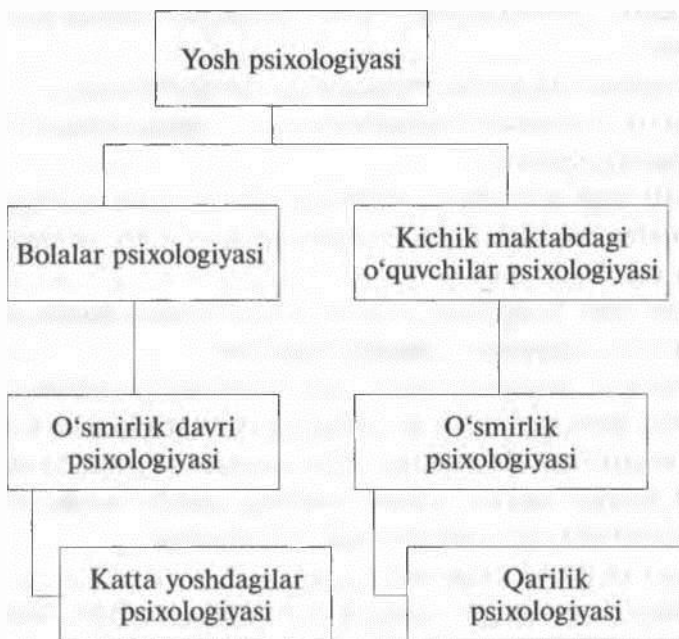 Yosh psixologiyasi
Bolalar psixologiyasi
Kichik maktabdagi
o‘quvchilar psixologiyasi
O‘smirlik davri
psixologiyasi
O‘smirlik
psixologiyasi
Katta yoshdagilar
psixologiyasi
Qarilik
psixologiyasi